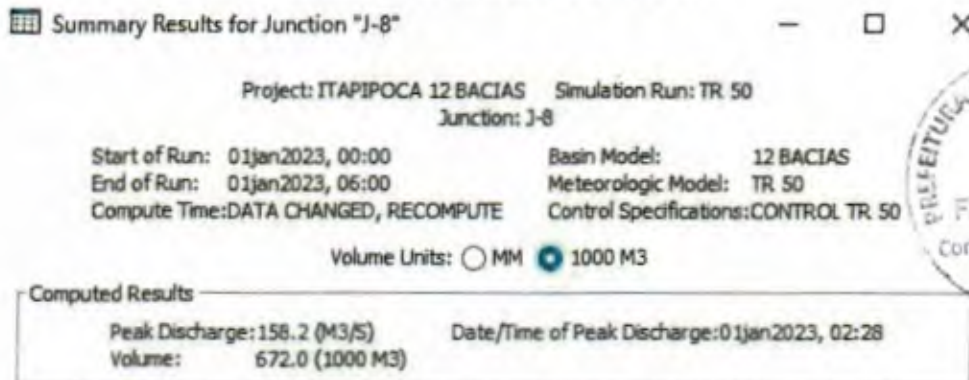 Summary Results for Junction "J-8"
Project: ITAPIPOCA 12 BACIAS Simulation Run: TR 50
Junction: J-8
Start of Run: 01jan2023, 00:00 Basin Model: 12 BACIAS
End of Run: 01jan2023, 06:00 Meteorologic Model: TR 50
Compute Time:DATA CHANGED, RECOMPUTE Control Specifications:CONTROL TR 50
Volume Units: MM 1000 M3
Computed Results
Peak Discharge:158.2 (M3/S) Date/Time of Peak Discharge:01jan2023, 02:28
Volume: 672.0 (1000 M3)
PREFEITURA